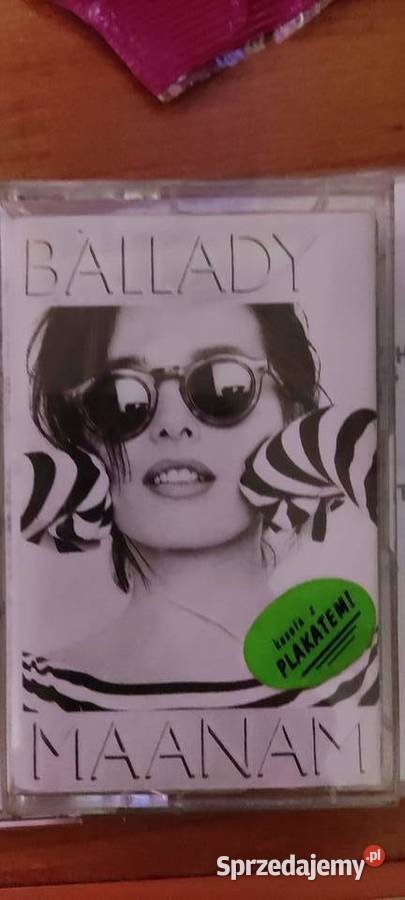 BALLADY
kaseta z
PLAKATEM!
MAANAM
Sprzedajemy.pl